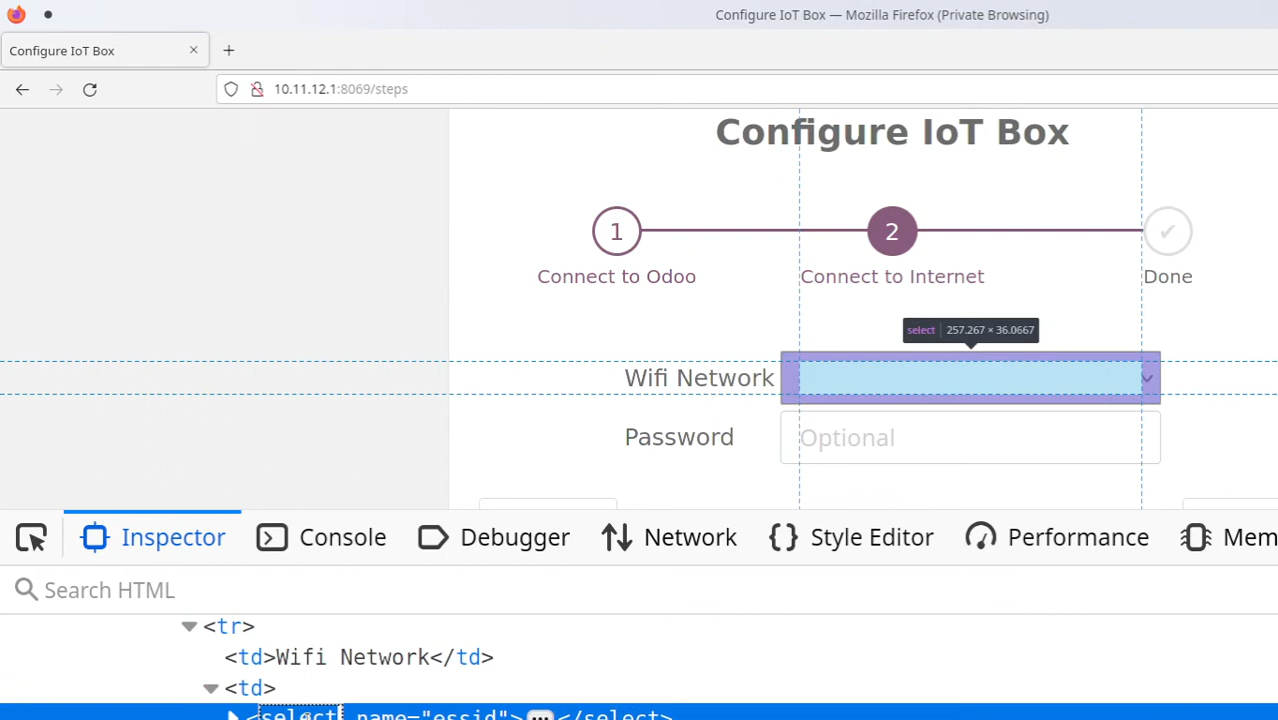 Configure IoT Box — Mozilla Firefox (Private Browsing)
Configure IoT Box
10.11.12.1:8069/steps
Configure IoT Box
1
2
Connect to Odoo
Connect to Internet
Done
select 257.267 × 36.0667
Wifi Network
Password
Optional
Inspector
Console
Debugger
Network
Style Editor
Performance
Mem
Search HTML
<tr>
<td>Wifi Network</td>
<td>
<select name="essid">…</select>